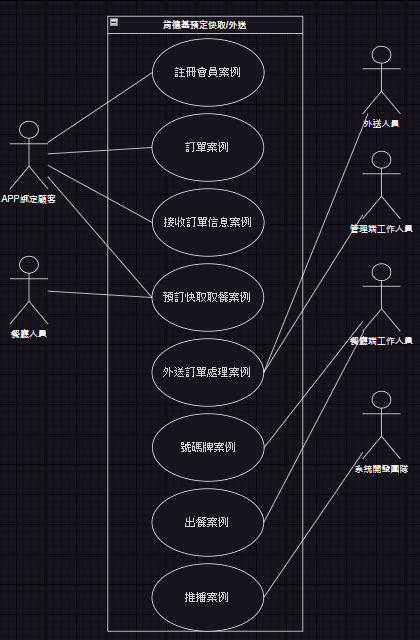 肯德基預定快取/外送
註冊會員案例
訂單案例
接收訂單信息案例
預訂快取取餐案例
外送訂單處理案例
號碼牌案例
出餐案例
推播案例
APP綁定顧客
餐廳人員
外送人員
管理端工作人員
餐廳端工作人員
系統開發團隊